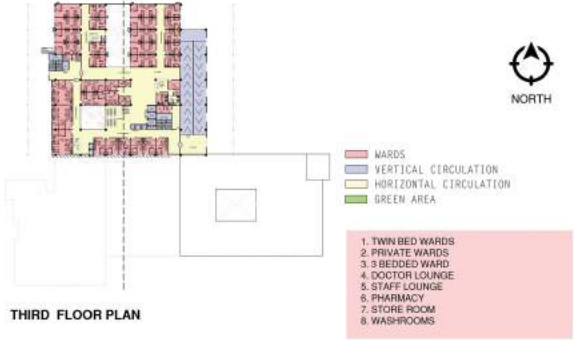 NORTH
WARDS
VERTICAL CIRCULATION
HORIZONTAL CIRCULATION
GREEN AREA
1. TWIN BED WARDS
2. PRIVATE WARDS
3. 3 BEDDED WARD
4. DOCTOR LOUNGE
5. STAFF LOUNGE
6. PHARMACY
7. STORE ROOM
8. WASHROOMS
THIRD FLOOR PLAN